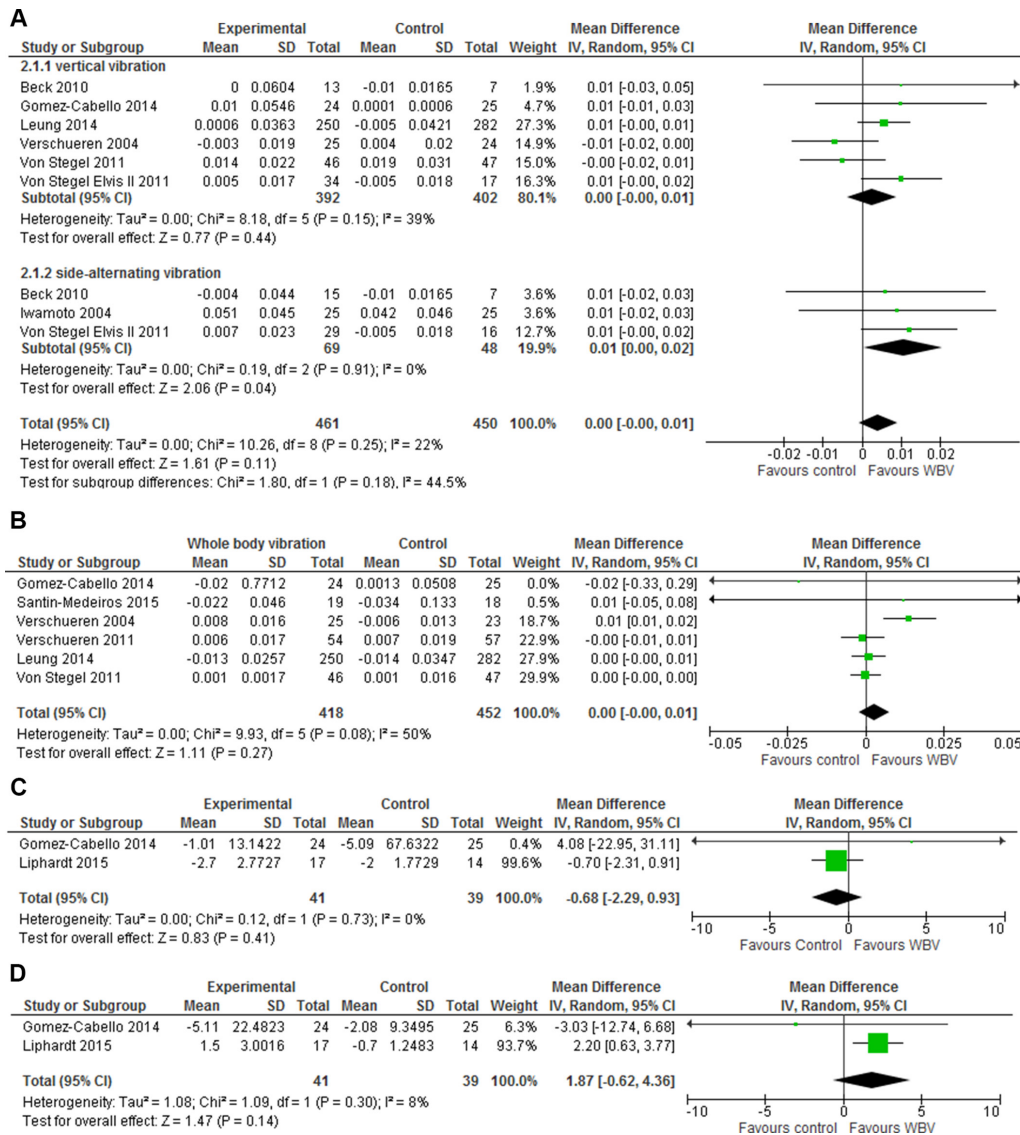 A
Experimental Control Mean Difference Mean Difference
Study or Subgroup Mean SD Total Mean SD Total Weight IV, Random, 95% CI IV, Random, 95% CI
2.1.1 vertical vibration
Beck 2010 0 0.0604 13 -0.01 0.0165 7 1.9% 0.01 [-0.03, 0.05]
Gomez-Cabello 2014 0.01 0.0546 24 0.0001 0.0006 25 4.7% 0.01 [-0.01, 0.03]
Leung 2014 0.0006 0.0363 250 -0.005 0.0421 282 27.3% 0.01 [-0.00, 0.01]
Verschueren 2004 -0.003 0.019 25 0.004 0.02 24 14.9% -0.01 [-0.02, 0.00]
Von Stegel 2011 0.014 0.022 46 0.019 0.031 47 15.0% -0.00 [-0.02, 0.01]
Von Stegel Elvis II 2011 0.005 0.017 34 -0.005 0.018 17 16.3% 0.01 [-0.00, 0.02]
Subtotal (95% CI) 392 402 80.1% 0.00 [-0.00, 0.01]
Heterogeneity: Tau² = 0.00; Chi² = 8.18, df = 5 (P = 0.15); I² = 39%
Test for overall effect: Z = 0.77 (P = 0.44)
2.1.2 side-alternating vibration
Beck 2010 -0.004 0.044 15 -0.01 0.0165 7 3.6% 0.01 [-0.02, 0.03]
Iwamoto 2004 0.051 0.045 25 0.042 0.046 25 3.6% 0.01 [-0.02, 0.03]
Von Stegel Elvis II 2011 0.007 0.023 29 -0.005 0.018 16 12.7% 0.01 [-0.00, 0.02]
Subtotal (95% CI) 69 48 19.9% 0.01 [0.00, 0.02]
Heterogeneity: Tau² = 0.00; Chi² = 0.19, df = 2 (P = 0.91); I² = 0%
Test for overall effect: Z = 2.06 (P = 0.04)
Total (95% CI) 461 450 100.0% 0.00 [-0.00, 0.01]
Heterogeneity: Tau² = 0.00; Chi² = 10.26, df = 8 (P = 0.25); I² = 22%
Test for overall effect: Z = 1.61 (P = 0.11)
Test for subgroup differences: Chi² = 1.80, df = 1 (P = 0.18), I² = 44.5%
-0.02 -0.01 0 0.01 0.02
Favours control Favours WBV
B
Whole body vibration Control Mean Difference Mean Difference
Study or Subgroup Mean SD Total Mean SD Total Weight IV, Random, 95% CI IV, Random, 95% CI
Gomez-Cabello 2014 -0.02 0.7712 24 0.0013 0.0508 25 0.0% -0.02 [-0.33, 0.29]
Santin-Medeiros 2015 -0.022 0.046 19 -0.034 0.133 18 0.5% 0.01 [-0.05, 0.08]
Verschueren 2004 0.008 0.016 25 -0.006 0.013 23 18.7% 0.01 [0.01, 0.02]
Verschueren 2011 0.006 0.017 54 0.007 0.019 57 22.9% -0.00 [-0.01, 0.01]
Leung 2014 -0.013 0.0257 250 -0.014 0.0347 282 27.9% 0.00 [-0.00, 0.01]
Von Stegel 2011 0.001 0.0017 46 0.001 0.016 47 29.9% 0.00 [-0.00, 0.00]
Total (95% CI) 418 452 100.0% 0.00 [-0.00, 0.01]
Heterogeneity: Tau² = 0.00; Chi² = 9.93, df = 5 (P = 0.08); I² = 50%
Test for overall effect: Z = 1.11 (P = 0.27)
-0.05 -0.025 0 0.025 0.05
Favours control Favours WBV
C
Experimental Control Mean Difference Mean Difference
Study or Subgroup Mean SD Total Mean SD Total Weight IV, Random, 95% CI IV, Random, 95% CI
Gomez-Cabello 2014 -1.01 13.1422 24 -5.09 67.6322 25 0.4% 4.08 [-22.95, 31.11]
Liphardt 2015 -2.7 2.7727 17 -2 1.7729 14 99.6% -0.70 [-2.31, 0.91]
Total (95% CI) 41 39 100.0% -0.68 [-2.29, 0.93]
Heterogeneity: Tau² = 0.00; Chi² = 0.12, df = 1 (P = 0.73); I² = 0%
Test for overall effect: Z = 0.83 (P = 0.41)
-10 -5 0 5 10
Favours Control Favours WBV
D
Experimental Control Mean Difference Mean Difference
Study or Subgroup Mean SD Total Mean SD Total Weight IV, Random, 95% CI IV, Random, 95% CI
Gomez-Cabello 2014 -5.11 22.4823 24 -2.08 9.3495 25 6.3% -3.03 [-12.74, 6.68]
Liphardt 2015 1.5 3.0016 17 -0.7 1.2483 14 93.7% 2.20 [0.63, 3.77]
Total (95% CI) 41 39 100.0% 1.87 [-0.62, 4.36]
Heterogeneity: Tau² = 1.08; Chi² = 1.09, df = 1 (P = 0.30); I² = 8%
Test for overall effect: Z = 1.47 (P = 0.14)
-10 -5 0 5 10
Favours control Favours WBV